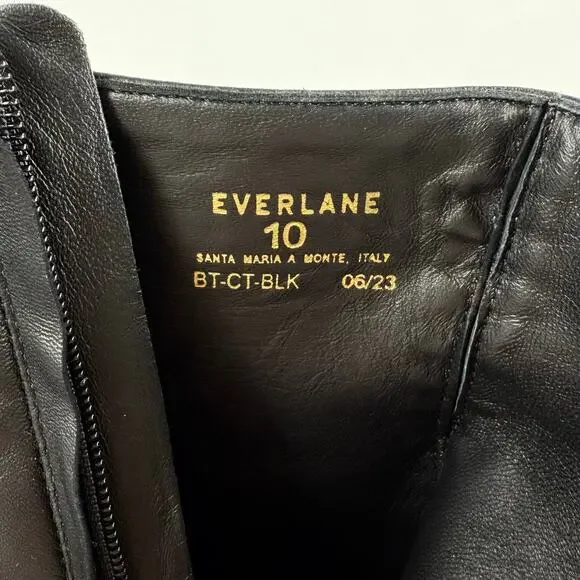 EVERLANE
10
SANTA MARIA A MONTE, ITALY
BT-CT-BLK 06/23